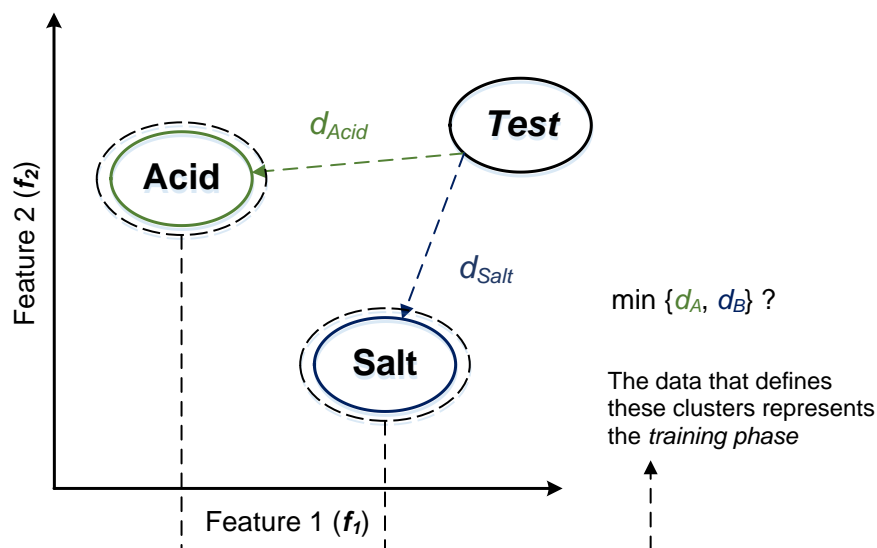 Test
d_Acid
Acid
Feature 2 (f₂)
d_Salt
min {d_A, d_B} ?
Salt
The data that defines
these clusters represents
the training phase
Feature 1 (f₁)